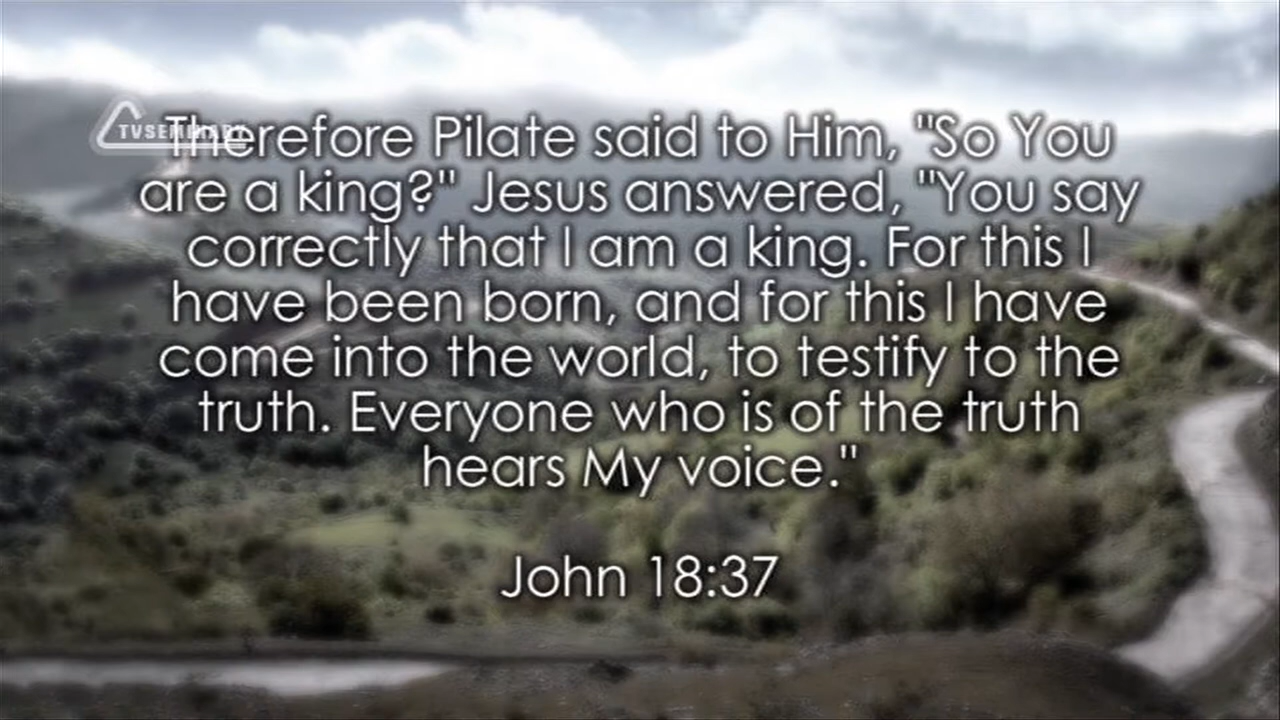 TVSEMINARY
Therefore Pilate said to Him, "So You
are a king?" Jesus answered, "You say
correctly that I am a king. For this I
have been born, and for this I have
come into the world, to testify to the
truth. Everyone who is of the truth
hears My voice."
John 18:37